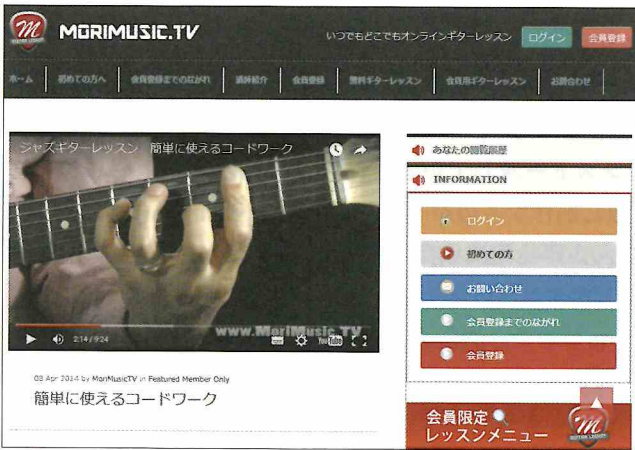 MORIMUSIC.TV
いつでもどこでもオンラインギターレッスン
ログイン
会員登録
ホーム
初めての方へ
会員登録までのながれ
講師紹介
会員登録
無料ギターレッスン
会員用ギターレッスン
お問合わせ
ジャズギターレッスン 簡単に使えるコードワーク
あなたの閲覧履歴
INFORMATION
ログイン
初めての方
お問い合わせ
会員登録までのながれ
会員登録
www.MoriMusic.TV
2:14 / 9:24
YouTube
08 Apr 2014 by MoriMusicTV in Featured Member Only
簡単に使えるコードワーク
会員限定
レッスンメニュー